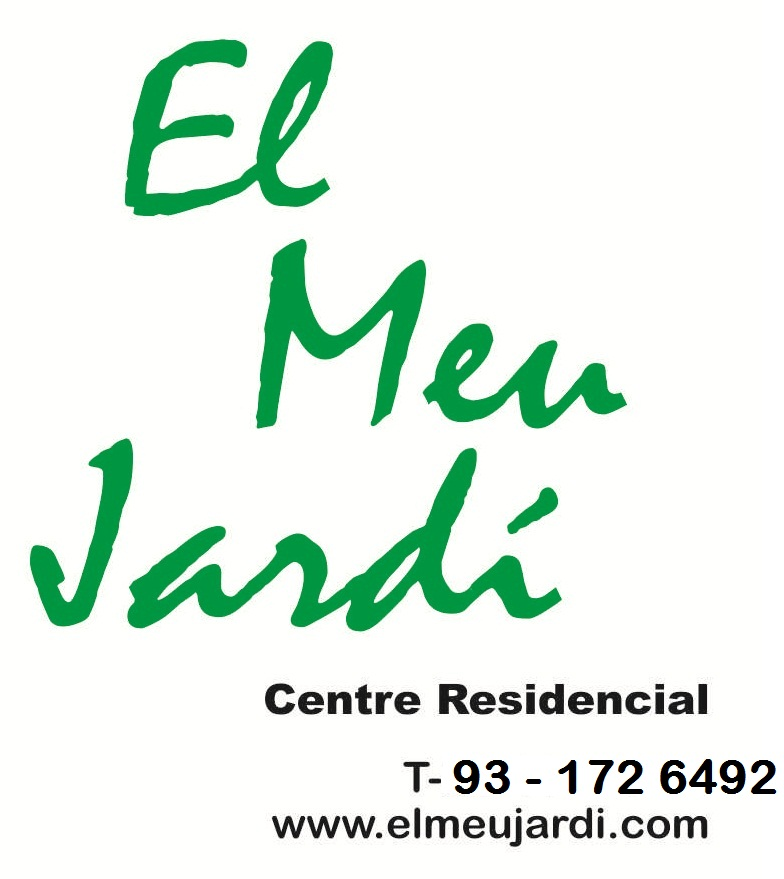 El
Meu
Jardí
Centre Residencial
T- 93 - 172 6492
www.elmeujardi.com